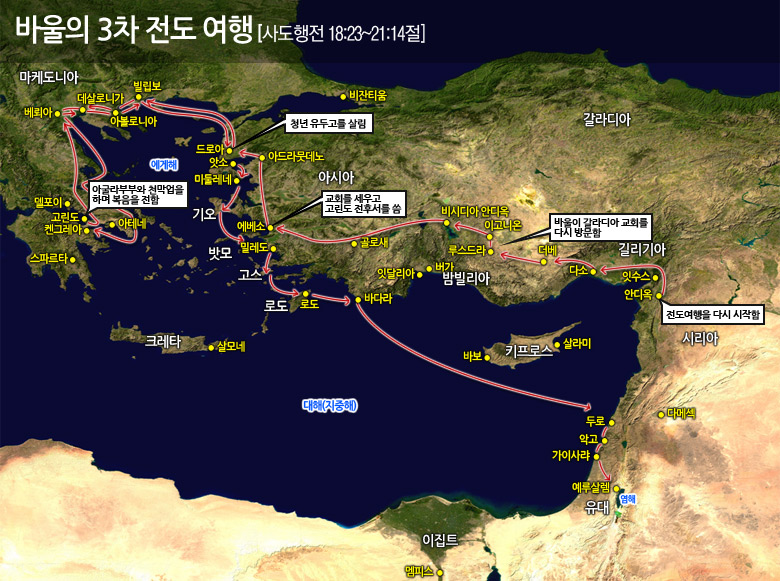 바울의 3차 전도 여행 [사도행전 18:23~21:14절]
마케도니아
빌립보
데살로니가
베뢰아
아볼로니아
비잔티움
청년 유두고를 살림
갈라디아
드로아
아드라뭇데노
앗소
에게해
미둘레네
아시아
아굴라부부와 천막업을
하며 복음을 전함
교회를 세우고
고린도 전후서를 씀
델포이
고린도
아테네
켄그레아
기오
에베소
비시디아 안디옥
이고니온
바울이 갈라디아 교회를
다시 방문함
스파르타
밧모
밀레도
골로새
루스드라
더베
길리기아
고스
잇달리아
버가
밤빌리아
다소
잇수스
안디옥
로도
로도
바다라
전도여행을 다시 시작함
시리아
크레타
살모네
바보
키프로스
살라미
대해(지중해)
두로
다메섹
악고
가이사랴
예루살렘
염해
유대
이집트
멤피스